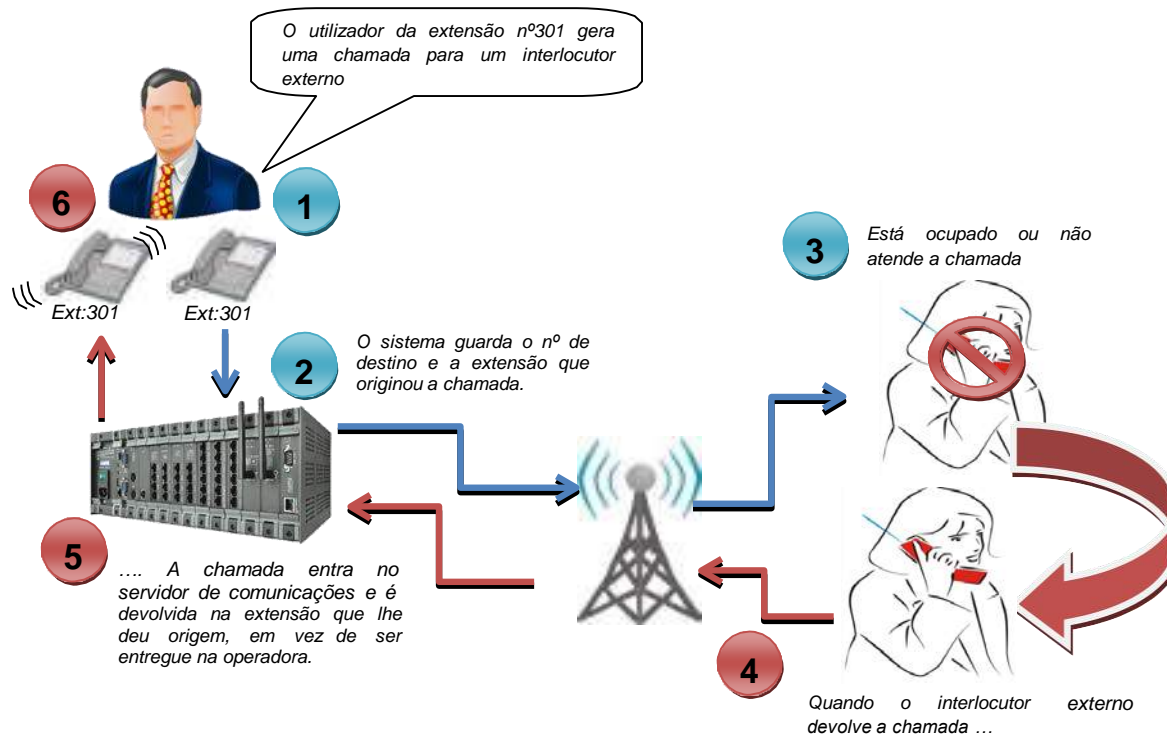 O utilizador da extensão nº301 gera
uma chamada para um interlocutor
externo
6
1
Ext:301
Ext:301
2
O sistema guarda o nº de
destino e a extensão que
originou a chamada.
3
Está ocupado ou não
atende a chamada
5
.... A chamada entra no
servidor de comunicações e é
devolvida na extensão que lhe
deu origem, em vez de ser
entregue na operadora.
4
Quando o interlocutor externo
devolve a chamada ...